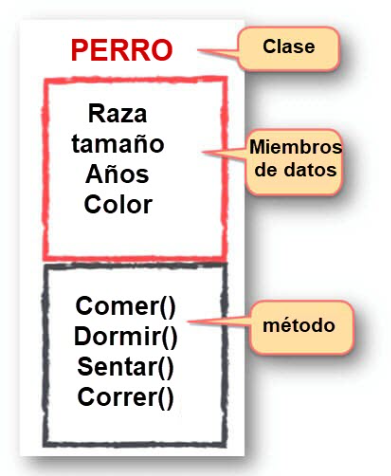 PERRO
Clase
Raza
tamaño
Años
Color
Miembros
de datos
Comer()
Dormir()
Sentar()
Correr()
método